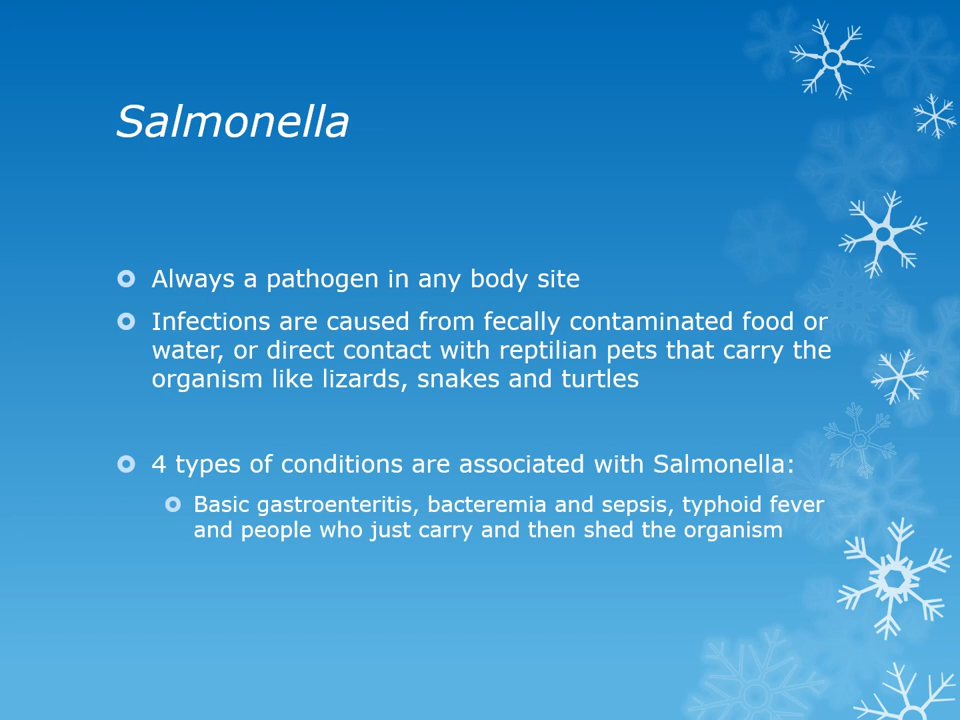 Salmonella
Always a pathogen in any body site
Infections are caused from fecally contaminated food or
water, or direct contact with reptilian pets that carry the
organism like lizards, snakes and turtles
4 types of conditions are associated with Salmonella:
Basic gastroenteritis, bacteremia and sepsis, typhoid fever
and people who just carry and then shed the organism